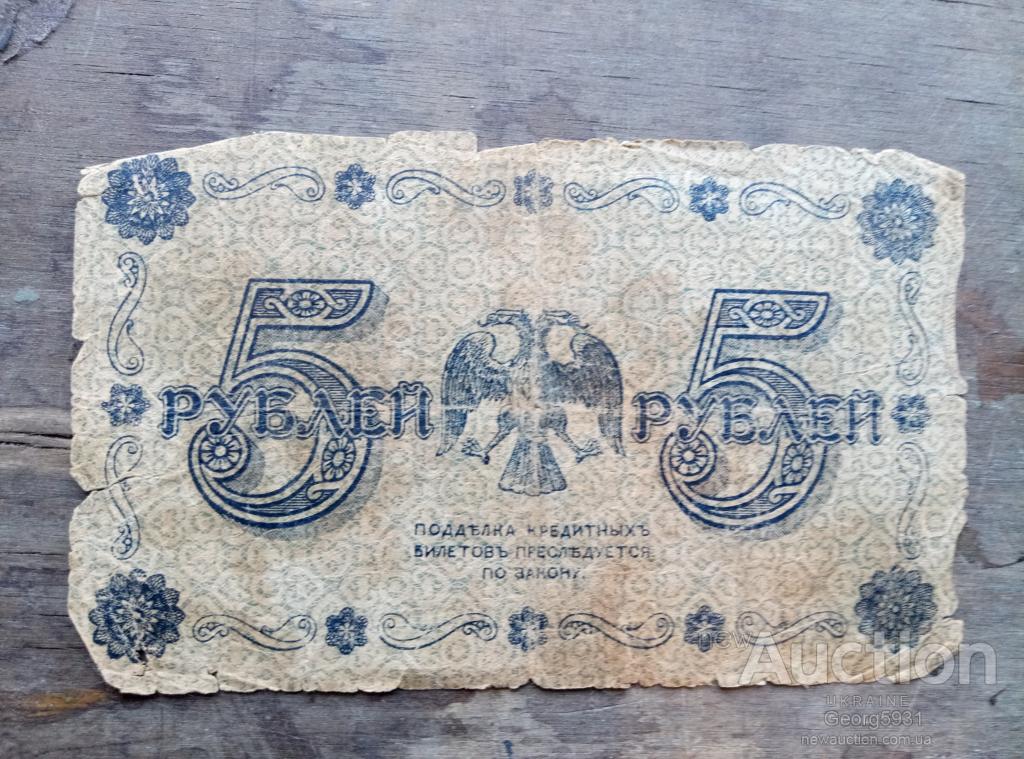 5 5
РУБЛЕЙ РУБЛЕЙ
ПОДДѢЛКА КРЕДИТНЫХЪ
БИЛЕТОВЪ ПРЕСЛѢДУЕТСЯ
ПО ЗАКОНУ.
new Auction
UKRAINE
Georg5931
newauction.com.ua